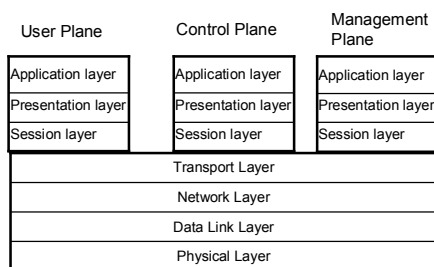 User Plane
Control Plane
Management
Plane
Application layer
Presentation layer
Session layer
Application layer
Presentation layer
Session layer
Application layer
Presentation layer
Session layer
Transport Layer
Network Layer
Data Link Layer
Physical Layer